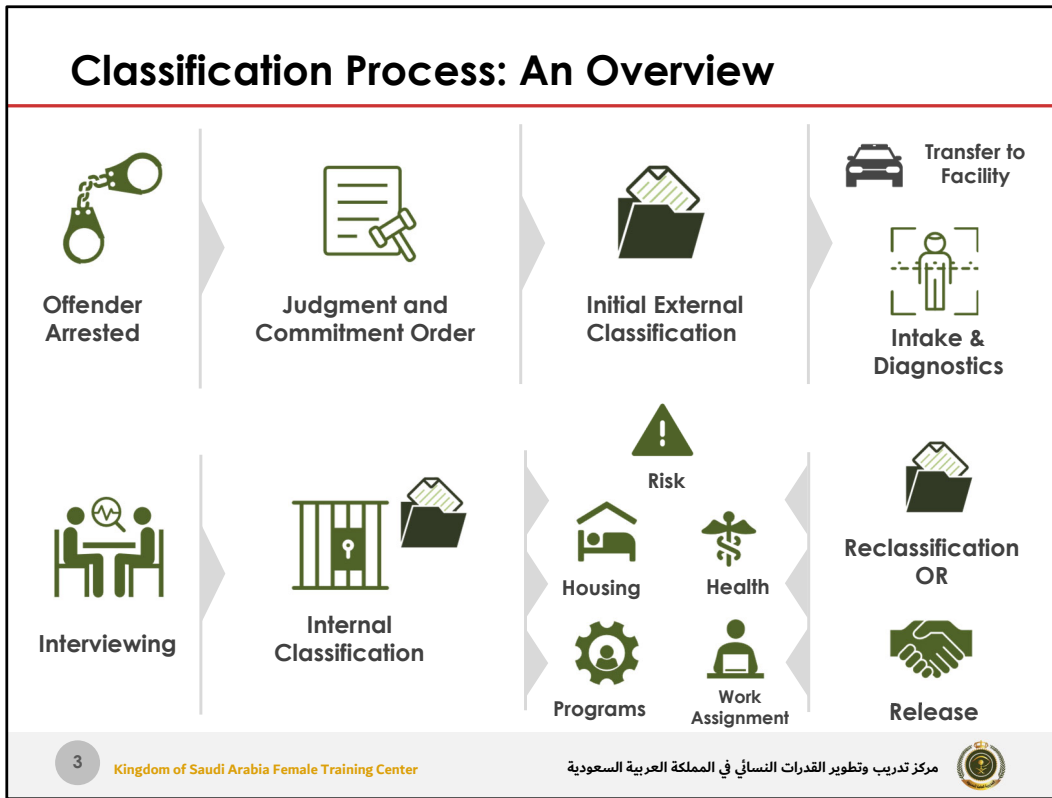 Classification Process: An Overview
Offender
Arrested
Judgment and
Commitment Order
Initial External
Classification
Transfer to
Facility
Intake &
Diagnostics
Interviewing
Internal
Classification
Risk
Housing
Health
Programs
Work
Assignment
Reclassification
OR
Release
3
Kingdom of Saudi Arabia Female Training Center
مركز تدريب وتطوير القدرات النسائي في المملكة العربية السعودية